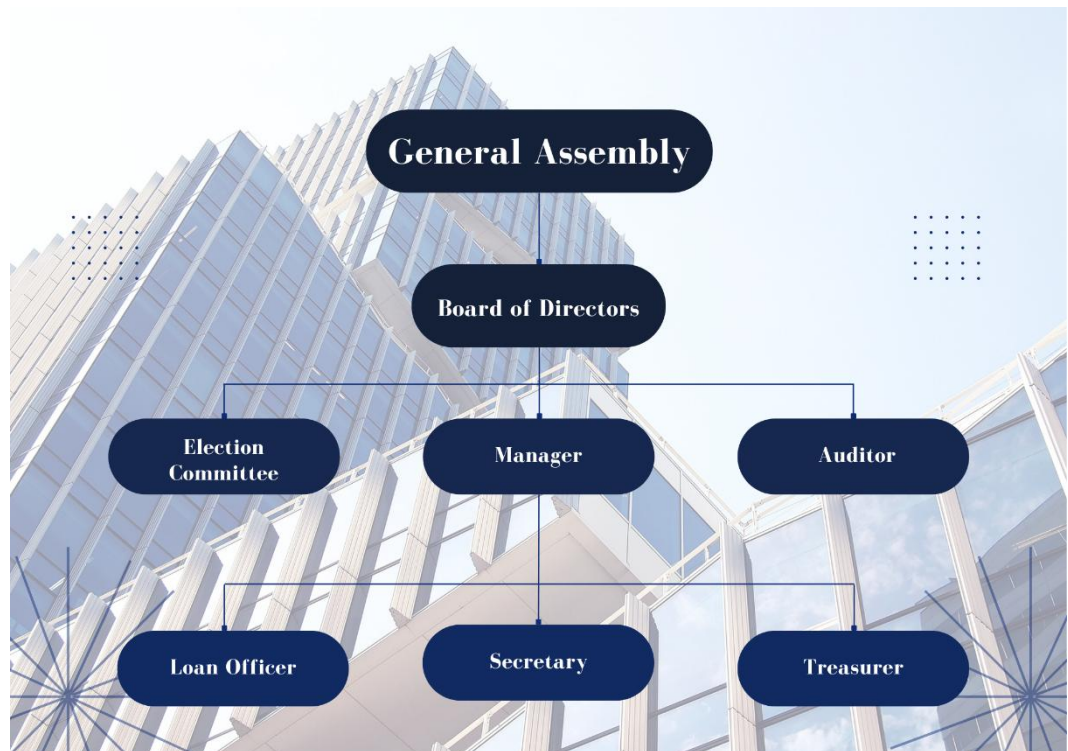 General Assembly
Board of Directors
Election
Committee
Manager
Auditor
Loan Officer
Secretary
Treasurer